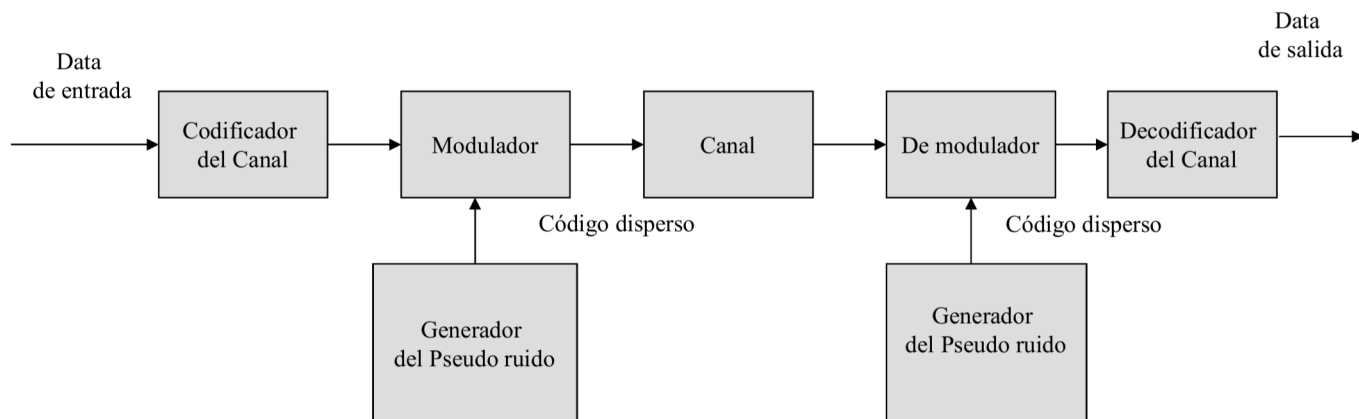 Data
de entrada
Data
de salida
Codificador
del Canal
Modulador
Canal
De modulador
Decodificador
del Canal
Código disperso
Código disperso
Generador
del Pseudo ruido
Generador
del Pseudo ruido